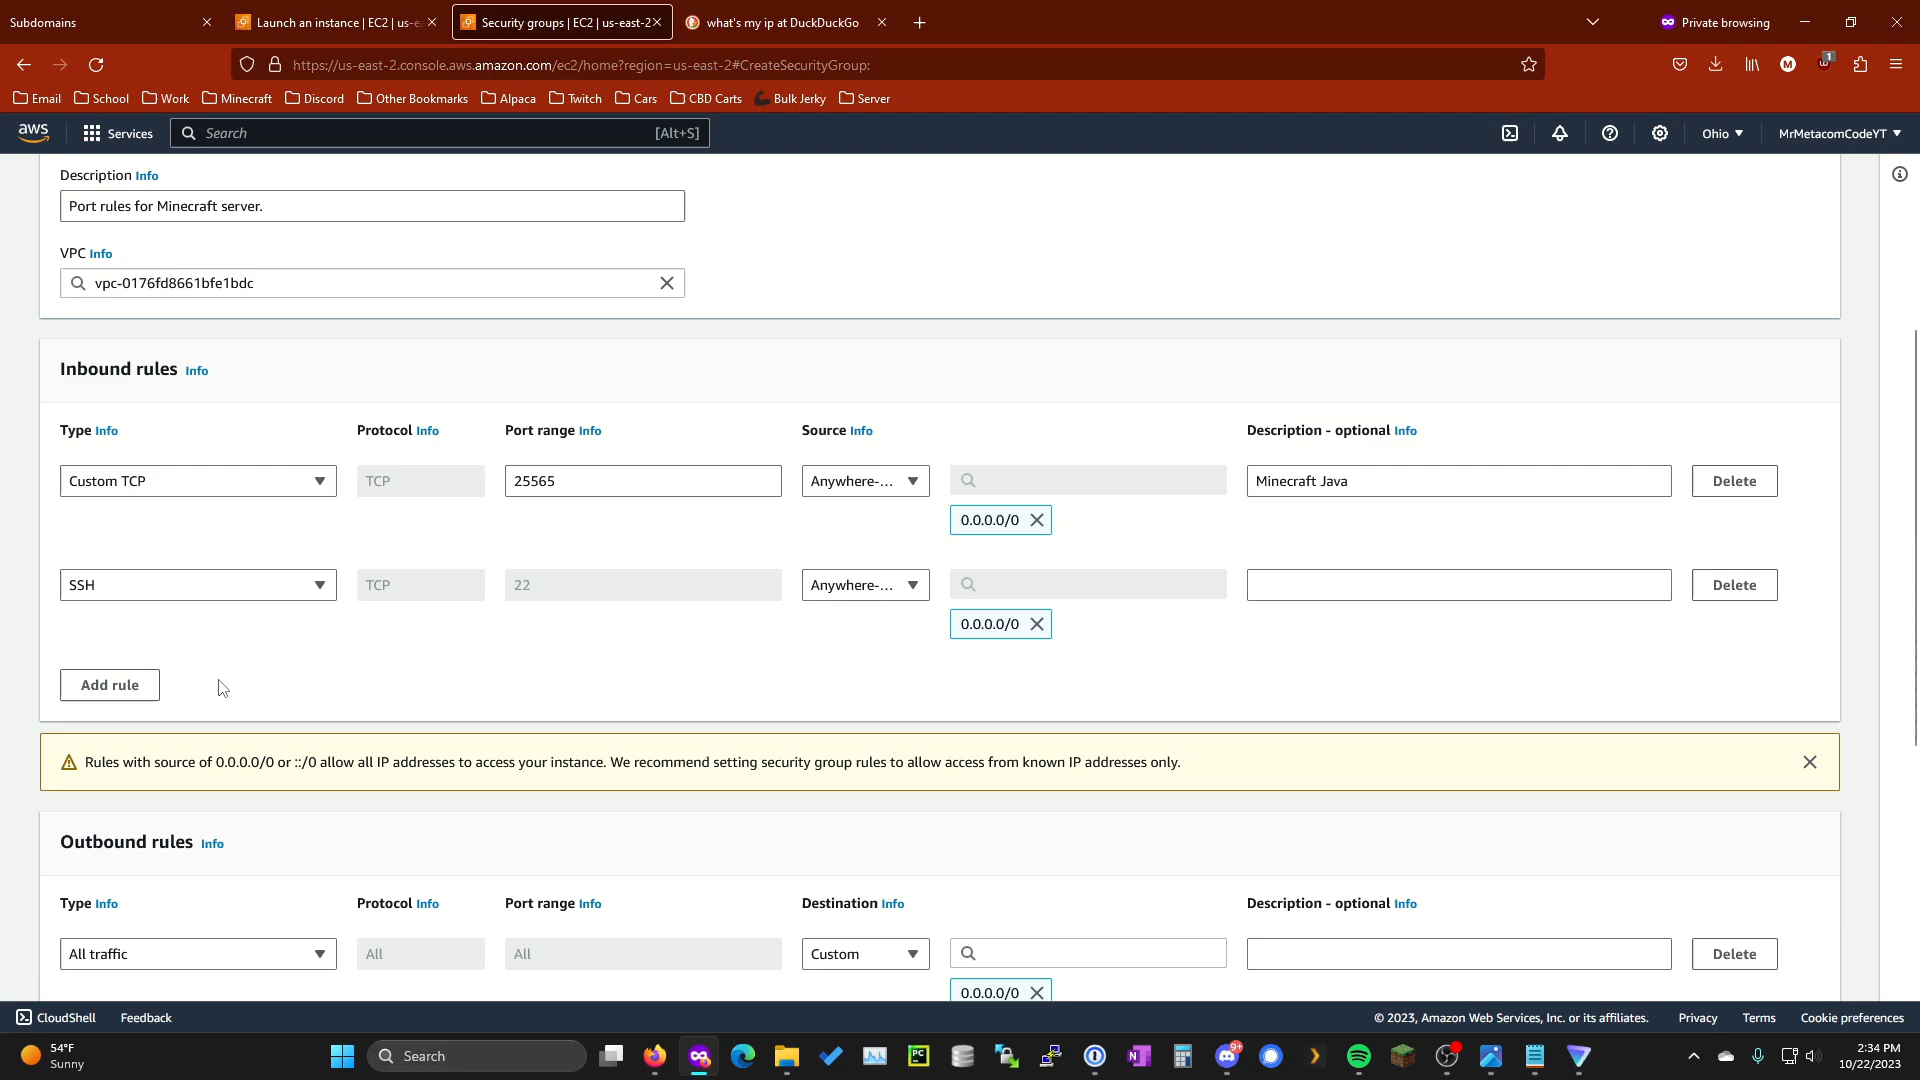 Subdomains
Launch an instance | EC2 | us-ea
Security groups | EC2 | us-east-2
what's my ip at DuckDuckGo
Private browsing
https://us-east-2.console.aws.amazon.com/ec2/home?region=us-east-2#CreateSecurityGroup:
M
1
Email
School
Work
Minecraft
Discord
Other Bookmarks
Alpaca
Twitch
Cars
CBD Carts
Bulk Jerky
Server
aws
Services
Search
[Alt+S]
Ohio
MrMetacomCodeYT
Description Info
Port rules for Minecraft server.
VPC Info
vpc-0176fd8661bfe1bdc
Inbound rules Info
Type Info
Protocol Info
Port range Info
Source Info
Description - optional Info
Custom TCP
TCP
25565
Anywhere-...
Minecraft Java
Delete
0.0.0.0/0
SSH
TCP
22
Anywhere-...
Delete
0.0.0.0/0
Add rule
Rules with source of 0.0.0.0/0 or ::/0 allow all IP addresses to access your instance. We recommend setting security group rules to allow access from known IP addresses only.
Outbound rules Info
Type Info
Protocol Info
Port range Info
Destination Info
Description - optional Info
All traffic
All
All
Custom
Delete
0.0.0.0/0
CloudShell
Feedback
© 2023, Amazon Web Services, Inc. or its affiliates.
Privacy
Terms
Cookie preferences
54°F
Sunny
Search
PC
N
9+
2:34 PM
10/22/2023